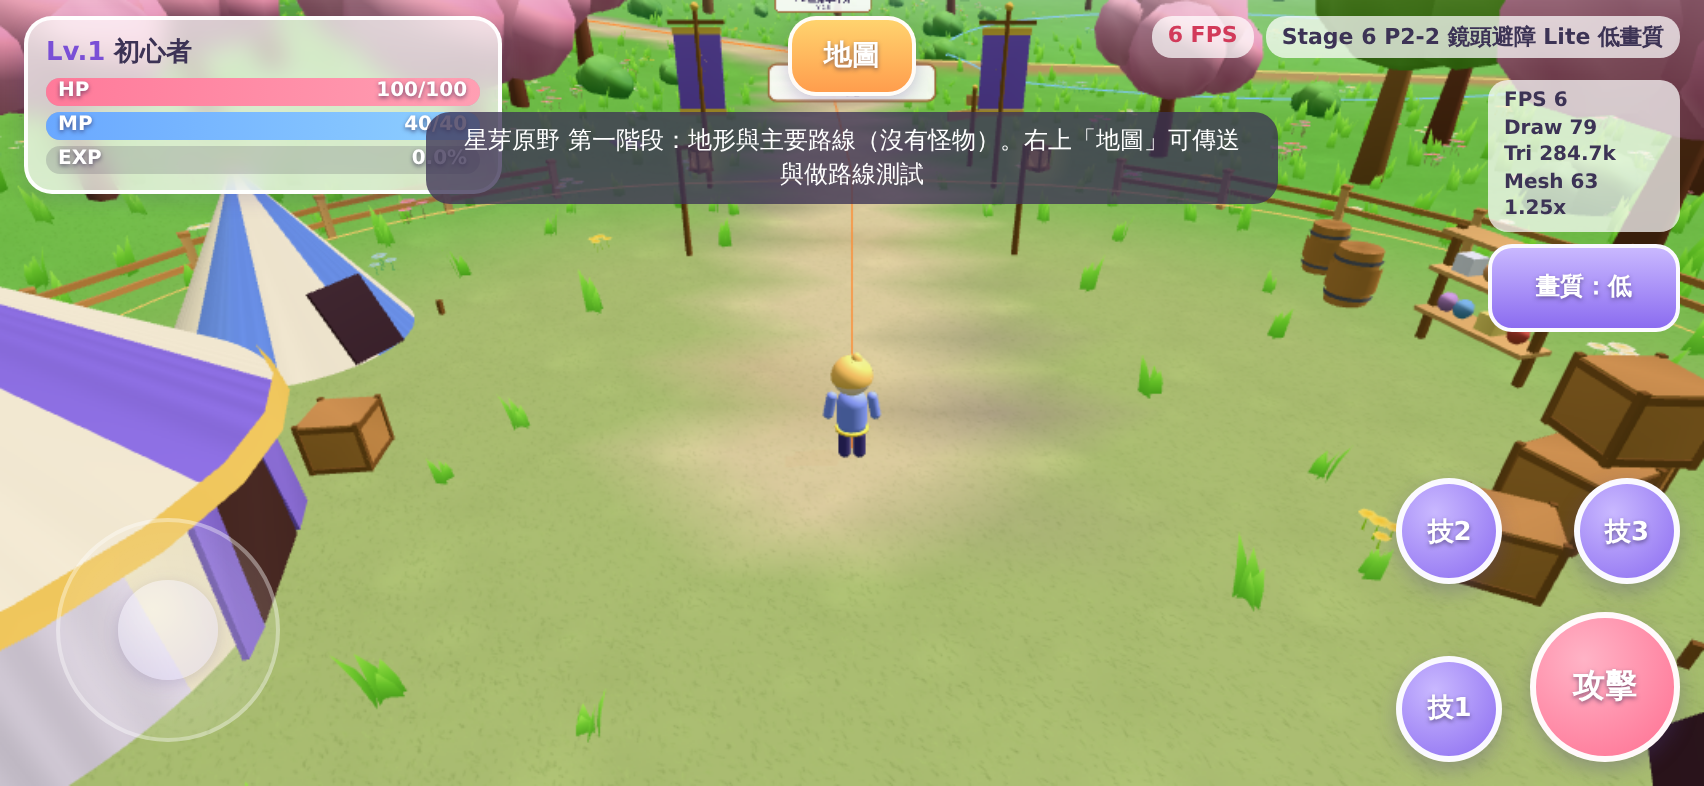 Lv.1 初心者
HP 100/100
MP 40/40
EXP 0.0%
地圖
6 FPS
Stage 6 P2-2 鏡頭避障 Lite 低畫質
星芽原野 第一階段：地形與主要路線（沒有怪物）。右上「地圖」可傳送
與做路線測試
FPS 6
Draw 79
Tri 284.7k
Mesh 63
1.25x
畫質：低
技2
技3
技1
攻擊